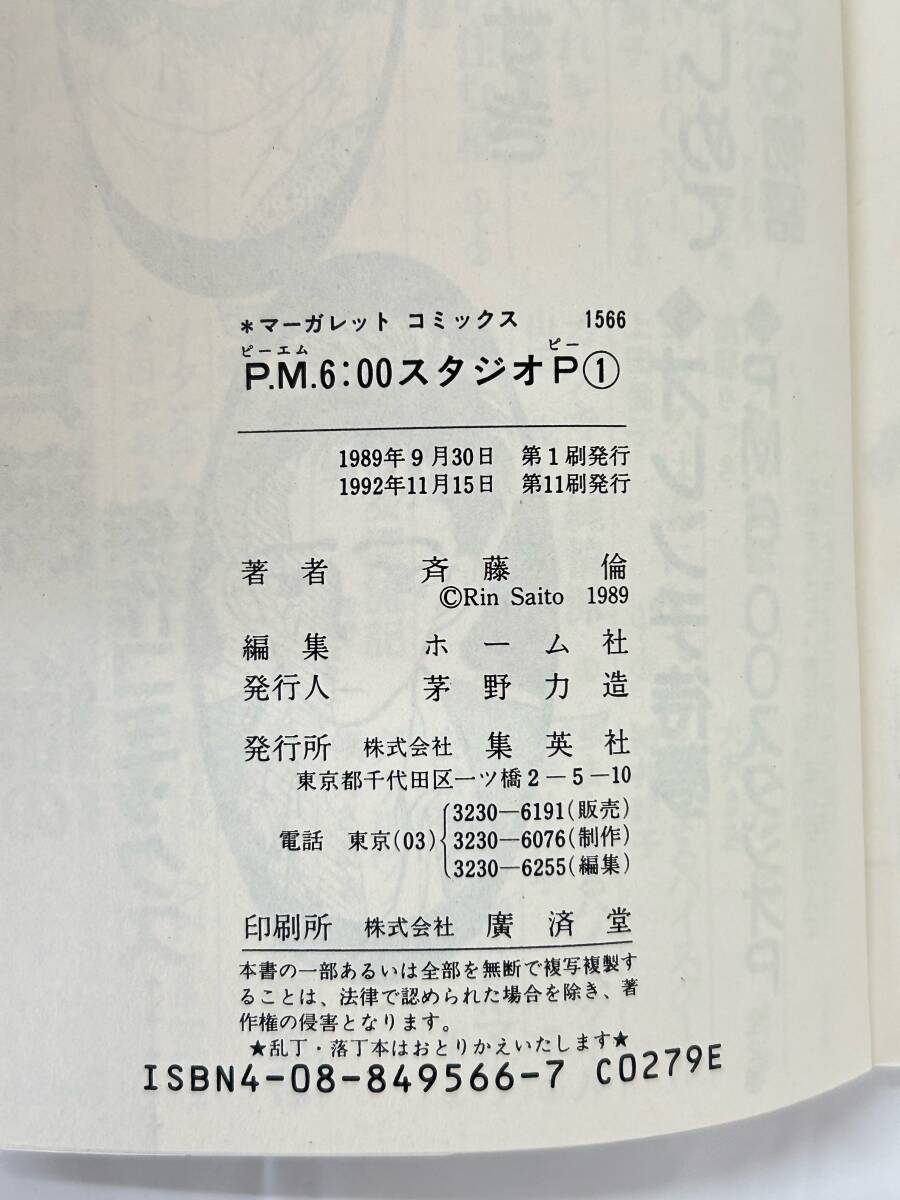 *マーガレット コミックス 1566
ピーエム ピー
P.M.6:00スタジオP①
1989年9月30日 第1刷発行
1992年11月15日 第11刷発行
著者 斉藤 倫
©Rin Saito 1989
編集 ホーム社
発行人 茅野力造
発行所 株式会社 集英社
東京都千代田区一ツ橋2−5−10
3230−6191(販売)
電話 東京(03) 3230−6076(制作)
3230−6255(編集)
印刷所 株式会社 廣済堂
本書の一部あるいは全部を無断で複写複製す
ることは、法律で認められた場合を除き、著
作権の侵害となります。
★乱丁・落丁本はおとりかえいたします★
ISBN4-08-849566-7 C0279E